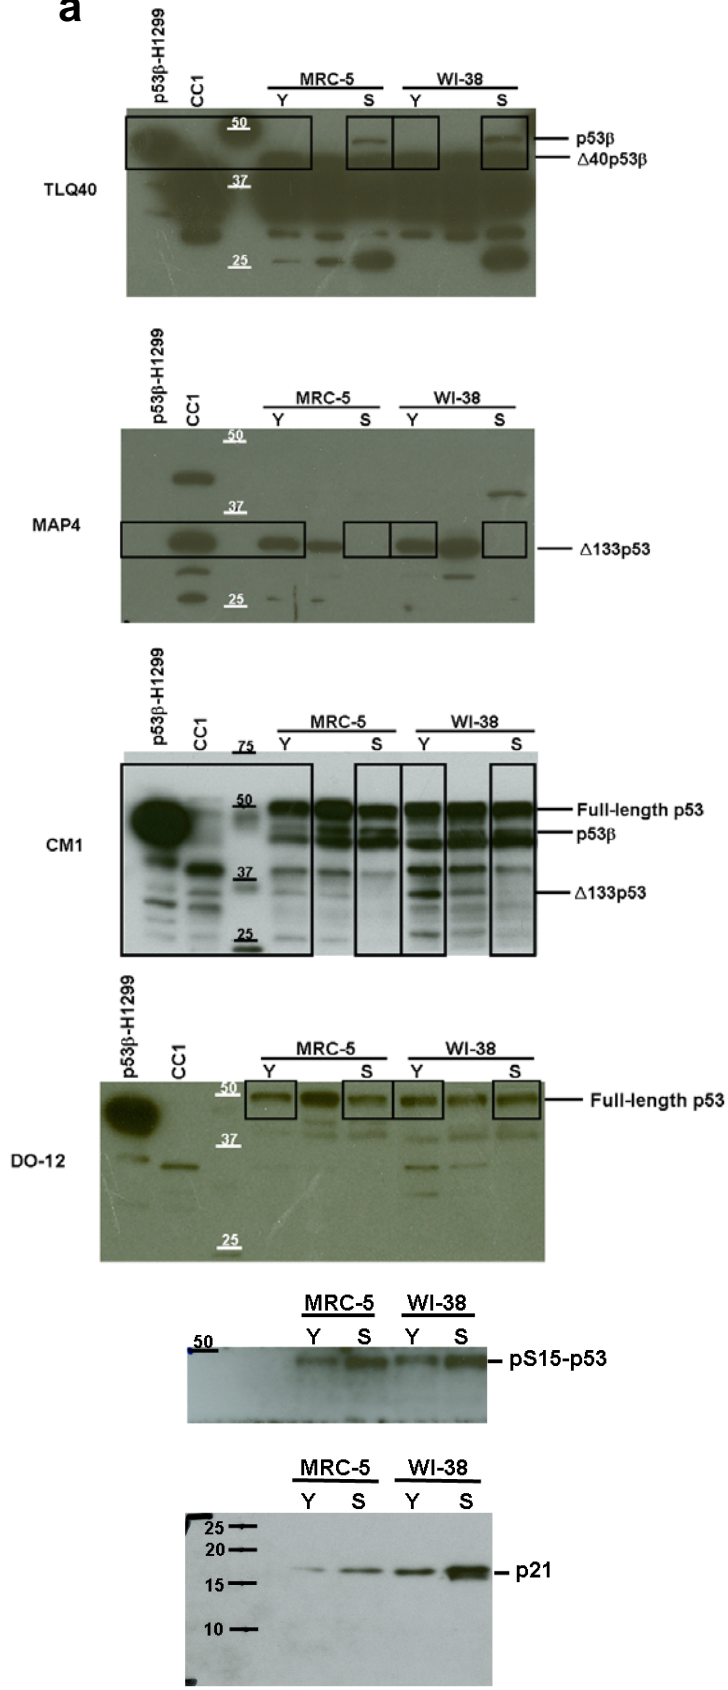 a
p53β-H1299
CC1
MRC-5 WI-38
Y S Y S
50
p53β
Δ40p53β
TLQ40
37
25
p53β-H1299
CC1
MRC-5 WI-38
Y S Y S
50
37
MAP4
Δ133p53
25
p53β-H1299
CC1
MRC-5 WI-38
Y S Y S
75
50
Full-length p53
p53β
CM1
37
Δ133p53
25
p53β-H1299
CC1
MRC-5 WI-38
Y S Y S
50
Full-length p53
37
DO-12
25
MRC-5 WI-38
Y S Y S
50
pS15-p53
MRC-5 WI-38
Y S Y S
25
20
p21
15
10